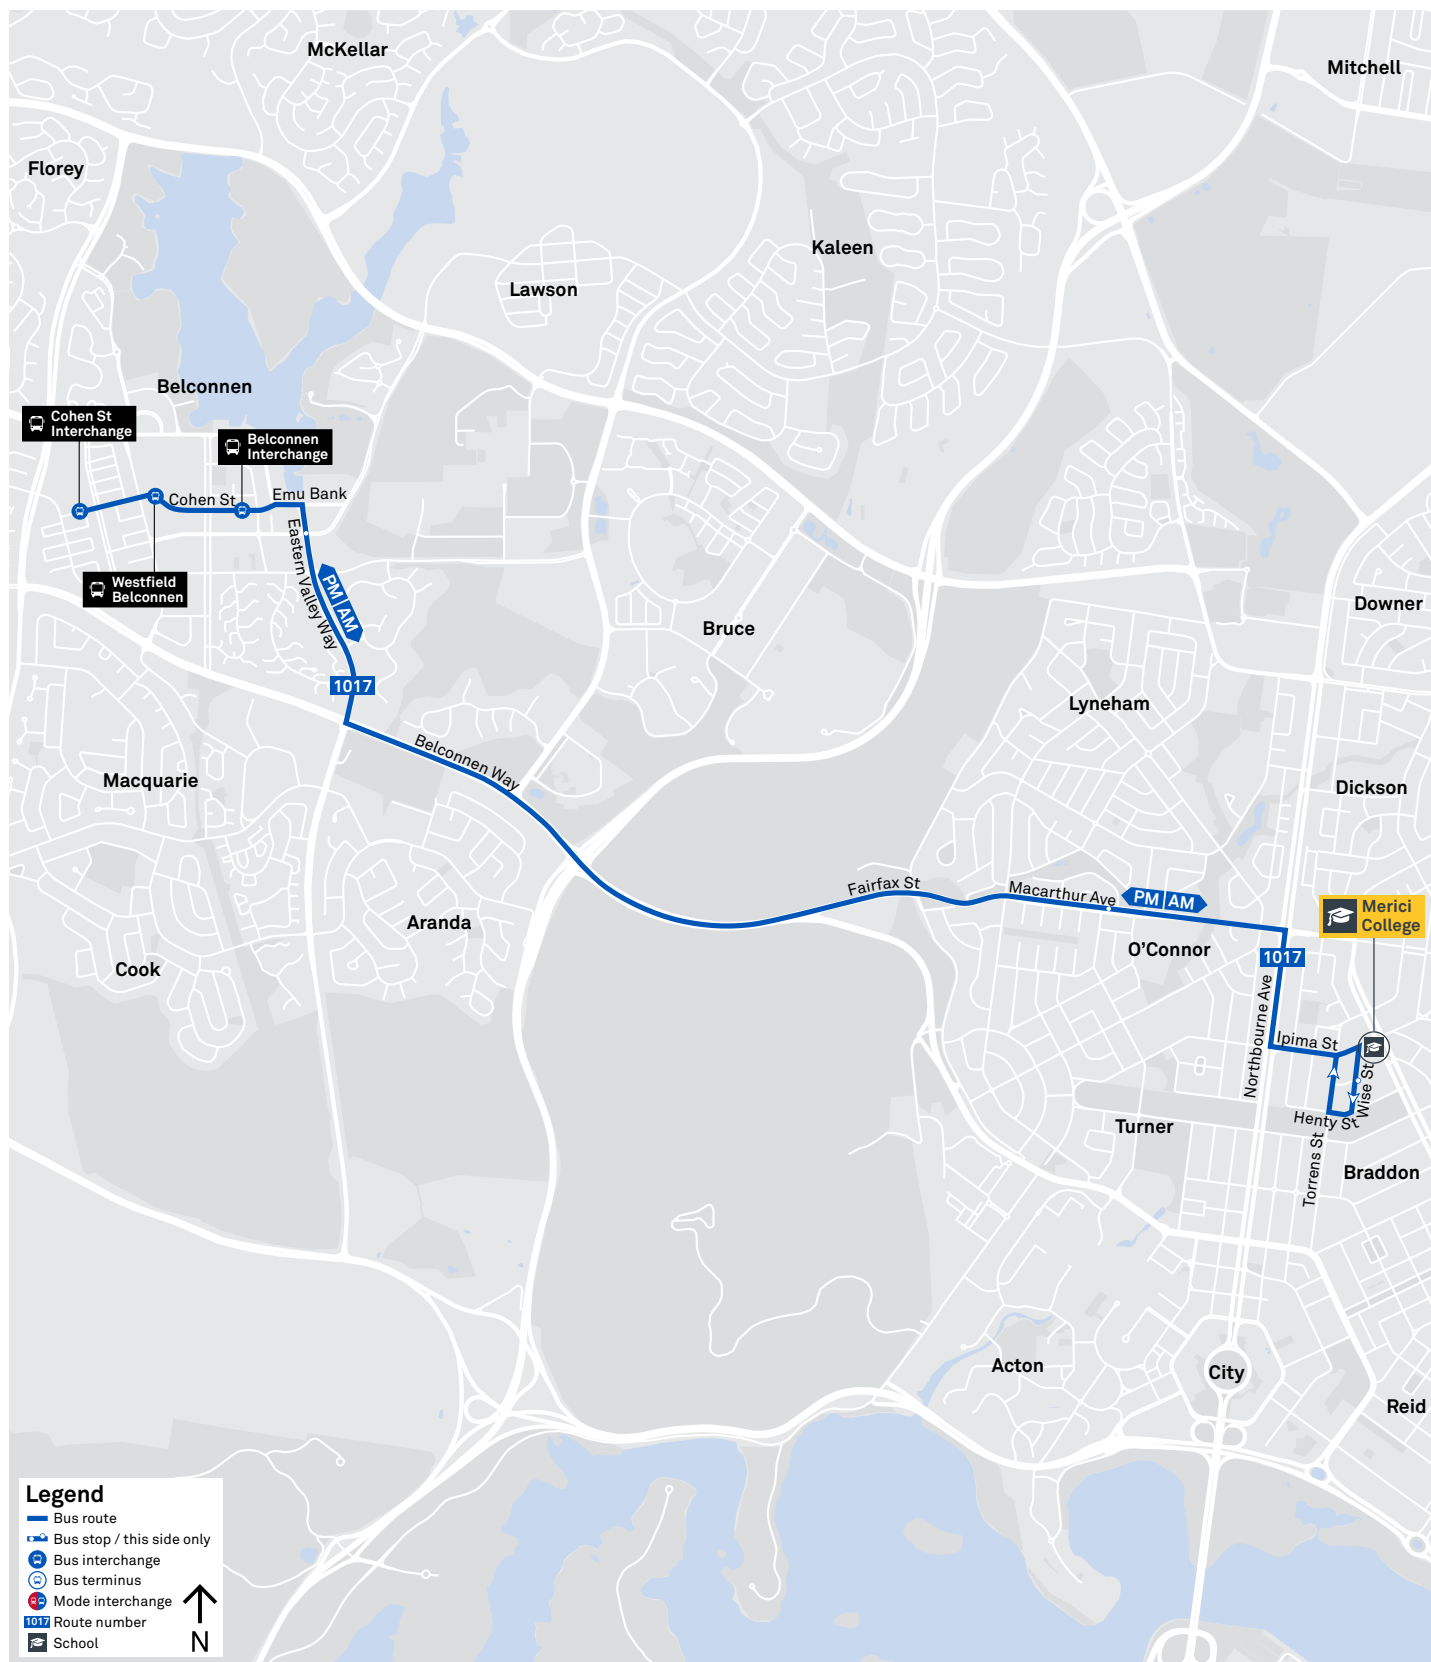 McKellar
Mitchell
Florey
Kaleen
Lawson
Belconnen
Cohen St
Interchange
Belconnen
Interchange
Cohen St
Emu Bank
Eastern Valley Way
PM AM
Westfield
Belconnen
1017
Bruce
Downer
Lyneham
Belconnen Way
Macquarie
Dickson
Fairfax St
Macarthur Ave
PM AM
Merici
College
Aranda
O'Connor
1017
Cook
Northbourne Ave
Ipima St
Wise St
Henty St
Turner
Torrens St
Braddon
Acton
City
Reid
Legend
Bus route
Bus stop / this side only
Bus interchange
Bus terminus
Mode interchange
1017 Route number
School
N